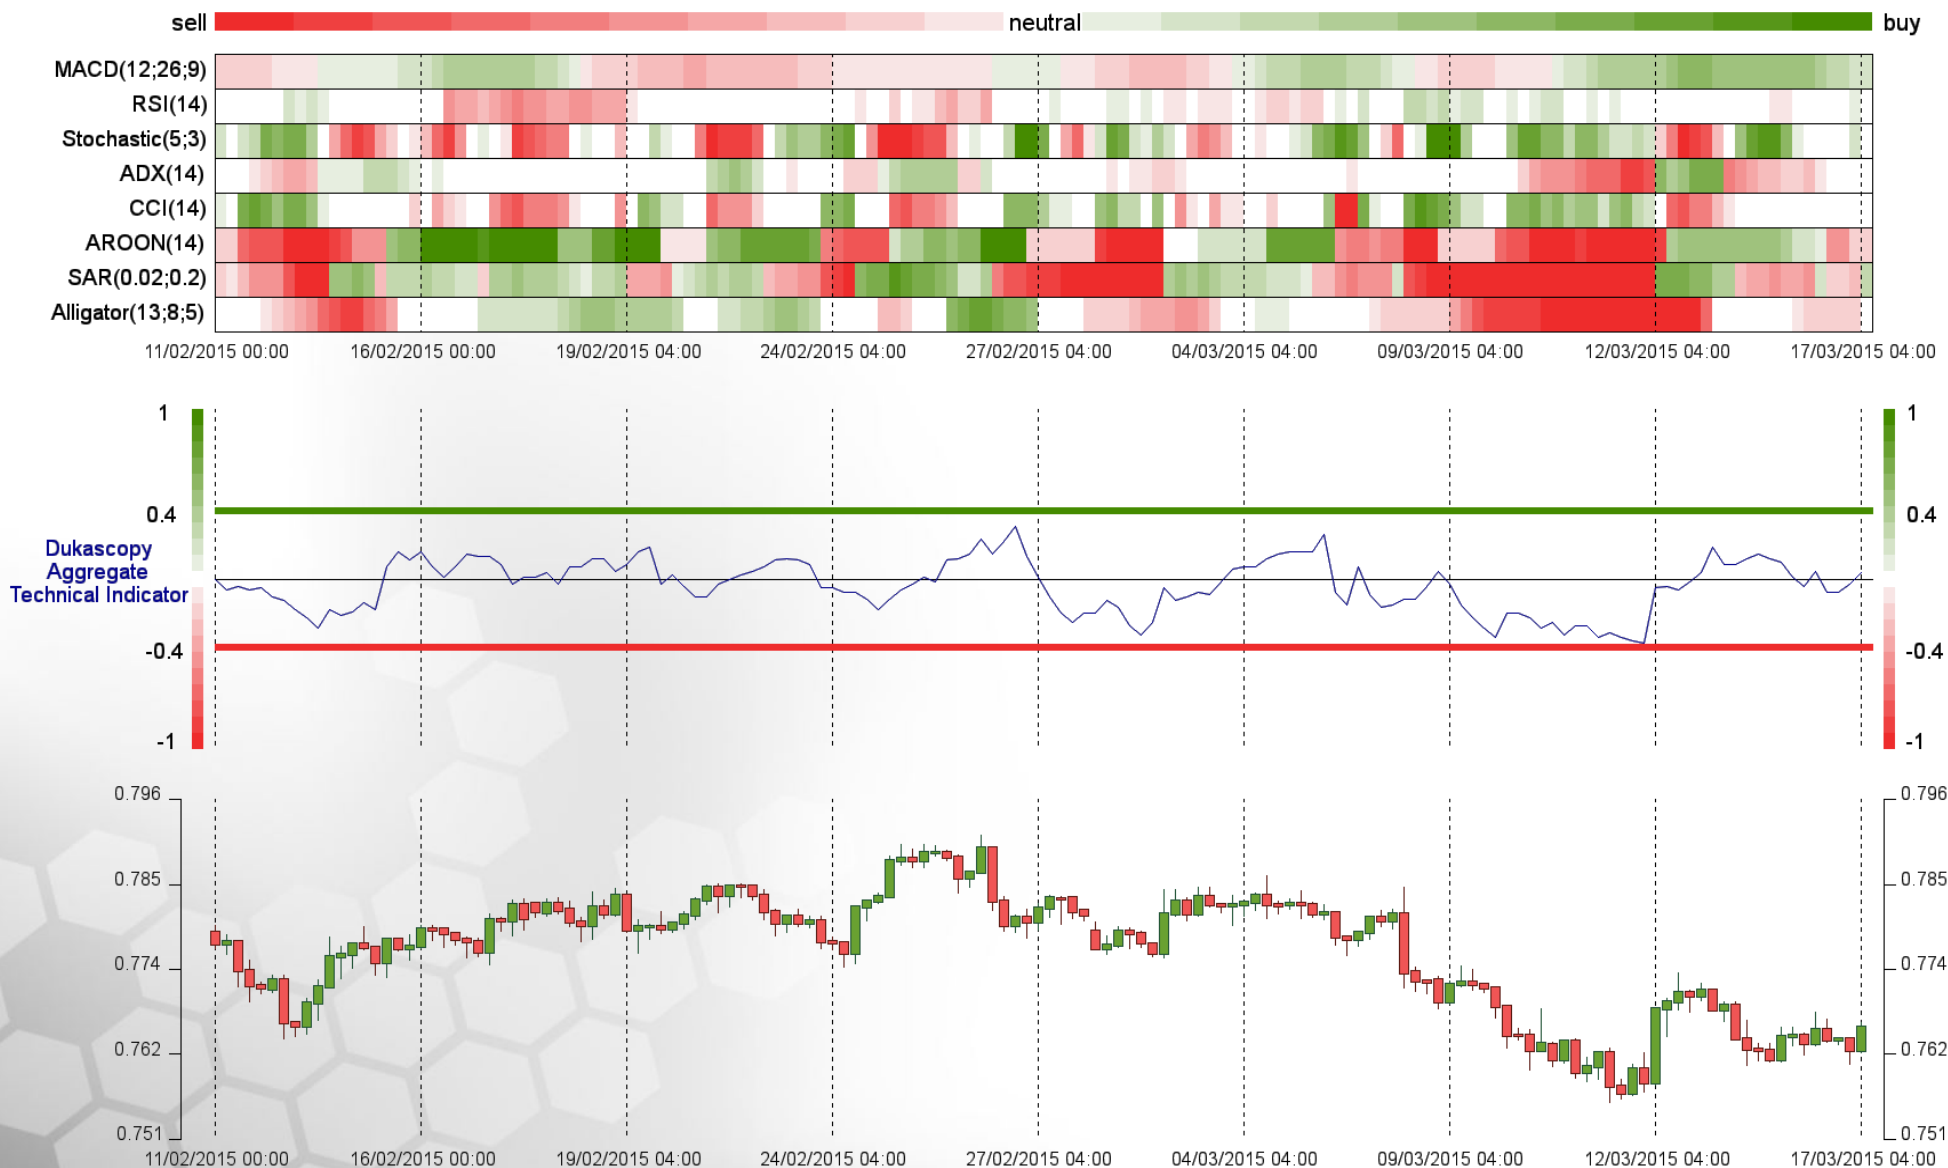 sell neutral buy
MACD(12;26;9)
RSI(14)
Stochastic(5;3)
ADX(14)
CCI(14)
AROON(14)
SAR(0.02;0.2)
Alligator(13;8;5)
11/02/2015 00:00 16/02/2015 00:00 19/02/2015 04:00 24/02/2015 04:00 27/02/2015 04:00 04/03/2015 04:00 09/03/2015 04:00 12/03/2015 04:00 17/03/2015 04:00
1 1
0.4 0.4
Dukascopy
Aggregate
Technical Indicator
-0.4 -0.4
-1 -1
0.796 0.796
0.785 0.785
0.774 0.774
0.762 0.762
0.751 0.751
11/02/2015 00:00 16/02/2015 00:00 19/02/2015 04:00 24/02/2015 04:00 27/02/2015 04:00 04/03/2015 04:00 09/03/2015 04:00 12/03/2015 04:00 17/03/2015 04:00